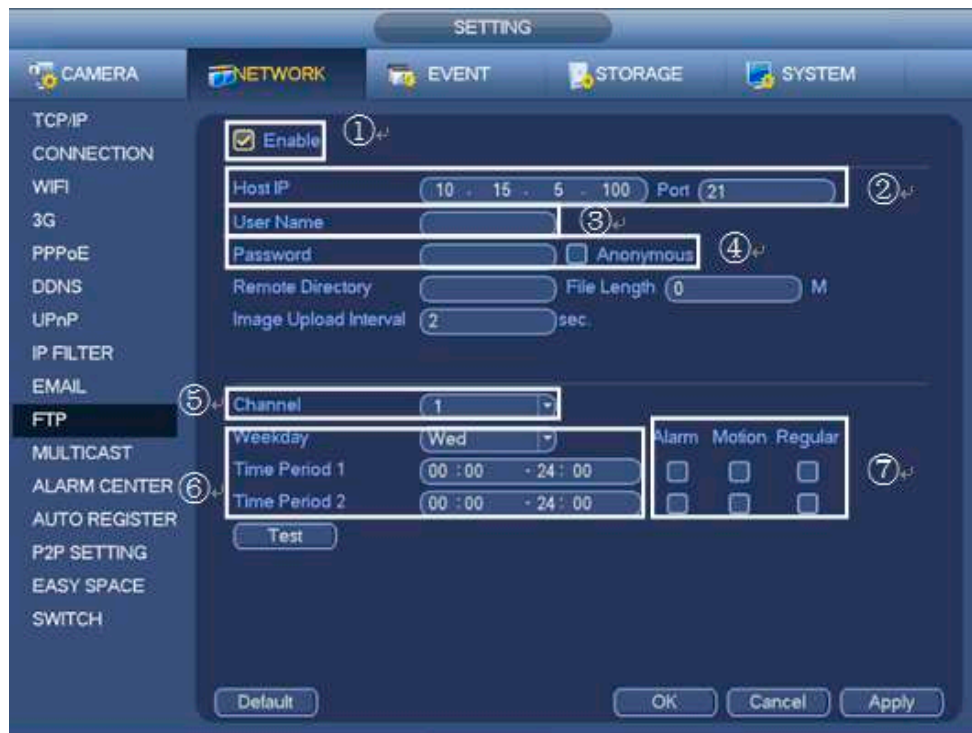 SETTING
CAMERA NETWORK EVENT STORAGE SYSTEM
TCP/IP
CONNECTION
WIFI
3G
PPPoE
DDNS
UPnP
IP FILTER
EMAIL
FTP
MULTICAST
ALARM CENTER
AUTO REGISTER
P2P SETTING
EASY SPACE
SWITCH
Enable ①
Host IP 10 . 15 . 5 . 100 Port 21 ②
User Name ③
Password Anonymous ④
Remote Directory File Length 0 M
Image Upload Interval 2 sec.
⑤ Channel 1
Weekday Wed Alarm Motion Regular
Time Period 1 00 : 00 - 24 : 00 ⑦
⑥ Time Period 2 00 : 00 - 24 : 00
Test
Default OK Cancel Apply